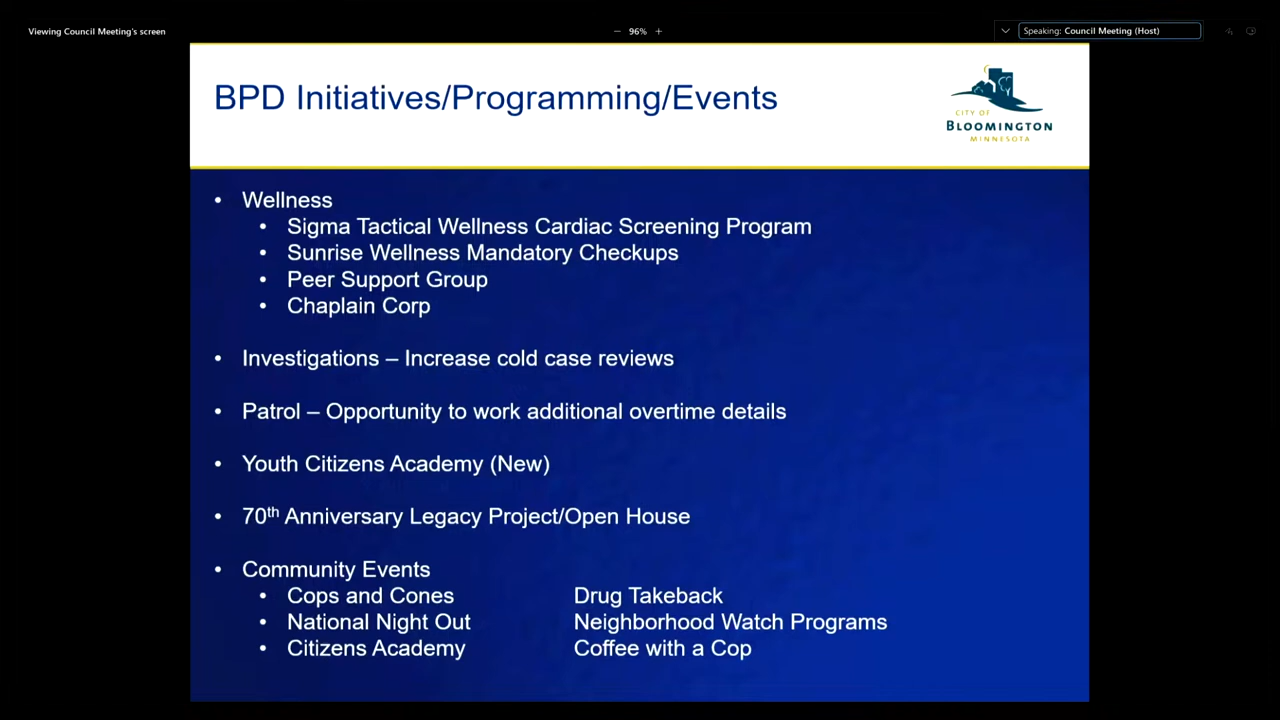 Viewing Council Meeting's screen
− 96% +
Speaking: Council Meeting (Host)
BPD Initiatives/Programming/Events
CITY OF
BLOOMINGTON
MINNESOTA
• Wellness
• Sigma Tactical Wellness Cardiac Screening Program
• Sunrise Wellness Mandatory Checkups
• Peer Support Group
• Chaplain Corp
• Investigations – Increase cold case reviews
• Patrol – Opportunity to work additional overtime details
• Youth Citizens Academy (New)
• 70th Anniversary Legacy Project/Open House
• Community Events
• Cops and Cones Drug Takeback
• National Night Out Neighborhood Watch Programs
• Citizens Academy Coffee with a Cop